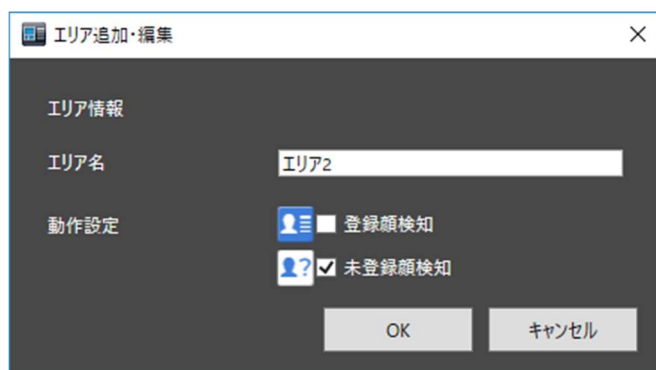 エリア追加・編集
エリア情報
エリア名 エリア2
動作設定 登録顔検知
未登録顔検知
OK キャンセル